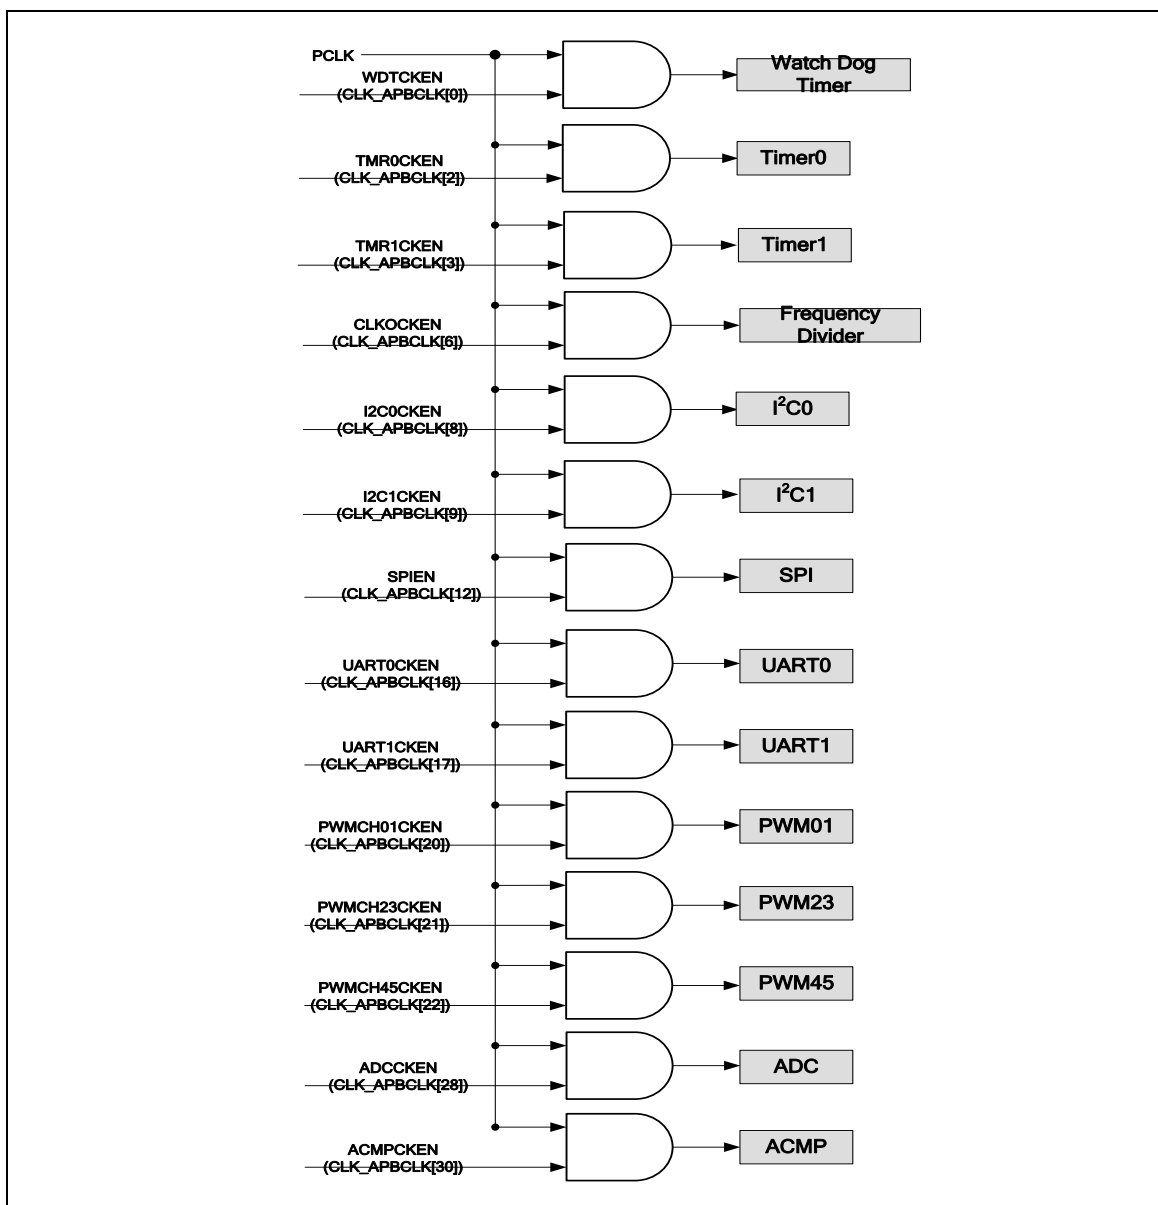 PCLK
WDTCKEN
(CLK_APBCLK[0])
Watch Dog
Timer
TMR0CKEN
(CLK_APBCLK[2])
Timer0
TMR1CKEN
(CLK_APBCLK[3])
Timer1
CLKOCKEN
(CLK_APBCLK[6])
Frequency
Divider
I2C0CKEN
(CLK_APBCLK[8])
I²C0
I2C1CKEN
(CLK_APBCLK[9])
I²C1
SPIEN
(CLK_APBCLK[12])
SPI
UART0CKEN
(CLK_APBCLK[16])
UART0
UART1CKEN
(CLK_APBCLK[17])
UART1
PWMCH01CKEN
(CLK_APBCLK[20])
PWM01
PWMCH23CKEN
(CLK_APBCLK[21])
PWM23
PWMCH45CKEN
(CLK_APBCLK[22])
PWM45
ADCCKEN
(CLK_APBCLK[28])
ADC
ACMPCKEN
(CLK_APBCLK[30])
ACMP